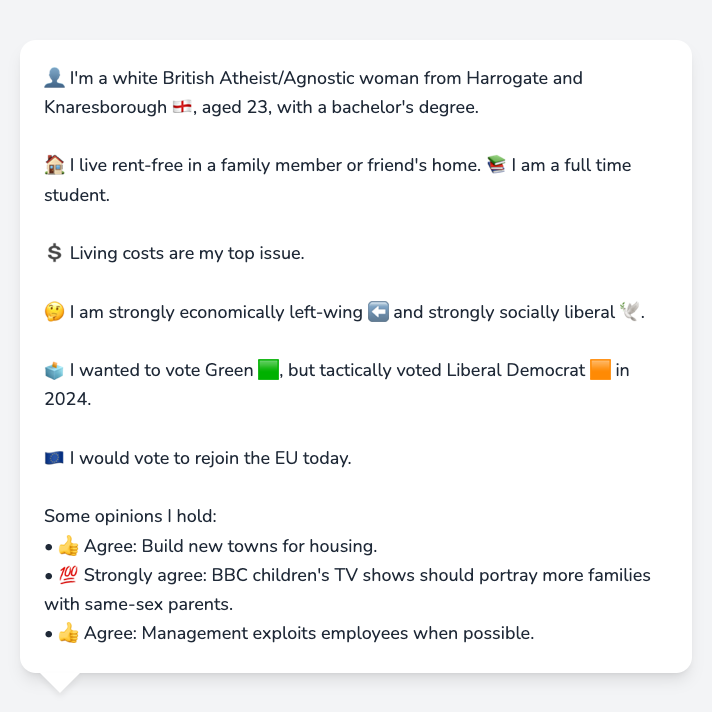 👤 I'm a white British Atheist/Agnostic woman from Harrogate and
Knaresborough 🏴󠁧󠁢󠁥󠁮󠁧󠁿, aged 23, with a bachelor's degree.
🏠 I live rent-free in a family member or friend's home. 📚 I am a full time
student.
💲 Living costs are my top issue.
🤔 I am strongly economically left-wing ⬅️ and strongly socially liberal 🕊️.
🗳️ I wanted to vote Green 🟩, but tactically voted Liberal Democrat 🟧 in
2024.
🇪🇺 I would vote to rejoin the EU today.
Some opinions I hold:
• 👍 Agree: Build new towns for housing.
• 💯 Strongly agree: BBC children's TV shows should portray more families
with same-sex parents.
• 👍 Agree: Management exploits employees when possible.